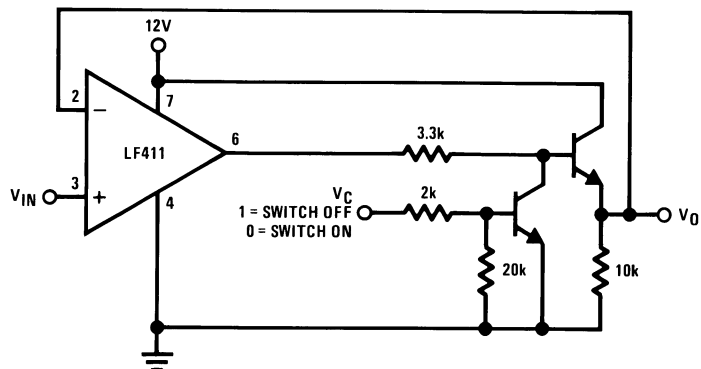 12V
2
−
7
3.3k
LF411
6
V_IN
3
+
4
V_C
1 = SWITCH OFF
0 = SWITCH ON
2k
20k
10k
V_O